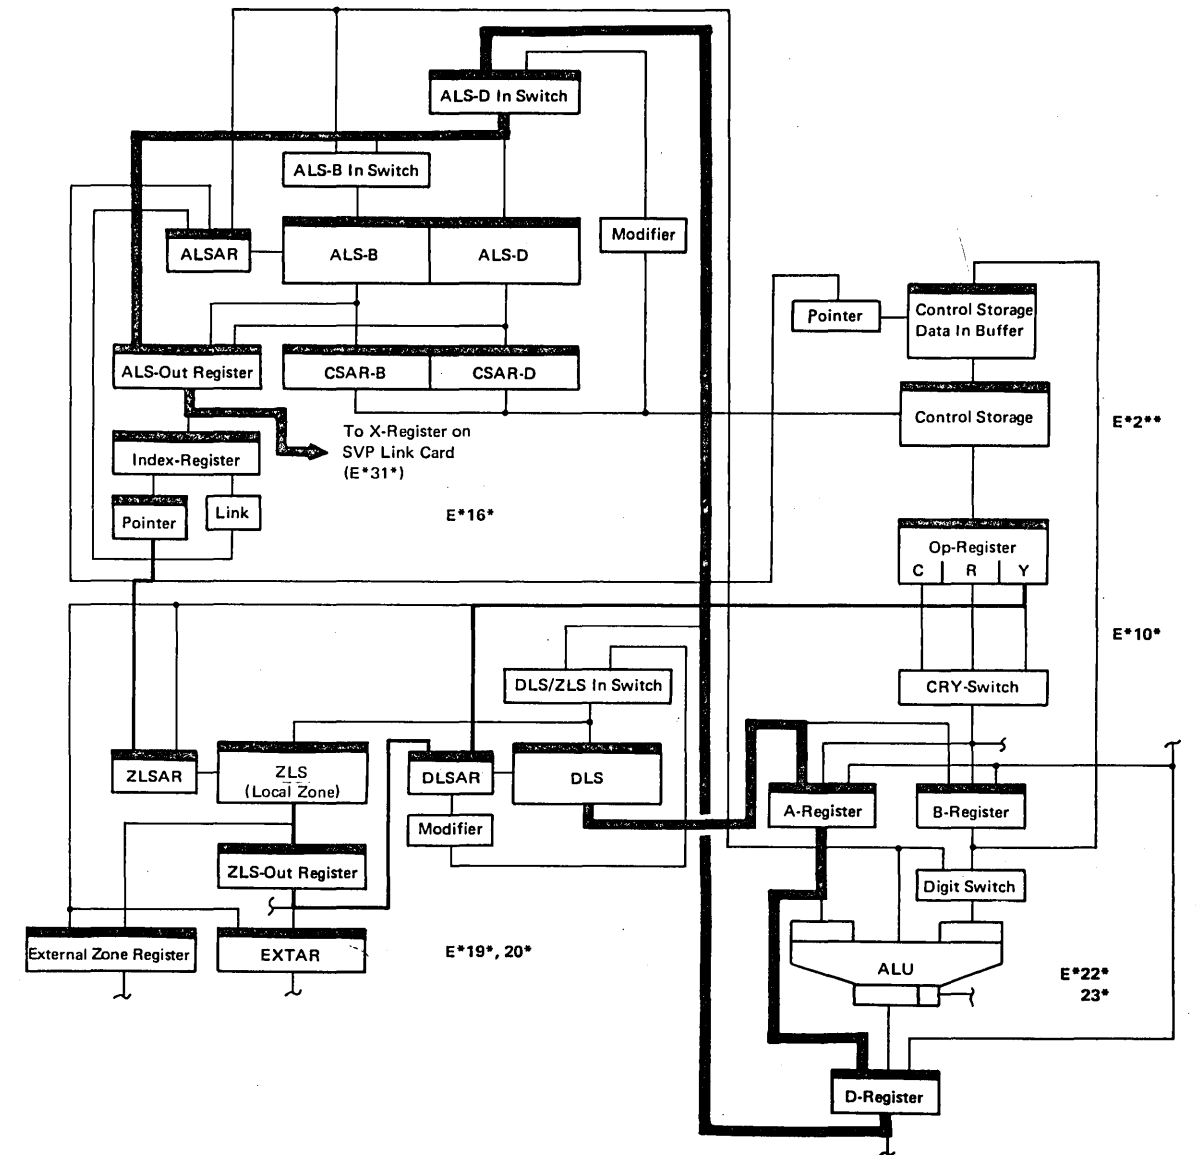 ALS-D In Switch
ALS-B In Switch
ALSAR
ALS-B
ALS-D
Modifier
Pointer
Control Storage
Data In Buffer
ALS-Out Register
CSAR-B
CSAR-D
Control Storage
E*2**
To X-Register on
SVP Link Card
(E*31*)
Index-Register
Pointer
Link
E*16*
Op-Register
C
R
Y
E*10*
DLS/ZLS In Switch
CRY-Switch
ZLSAR
ZLS
(Local Zone)
DLSAR
DLS
Modifier
A-Register
B-Register
ZLS-Out Register
Digit Switch
External Zone Register
EXTAR
E*19*, 20*
ALU
E*22*
23*
D-Register